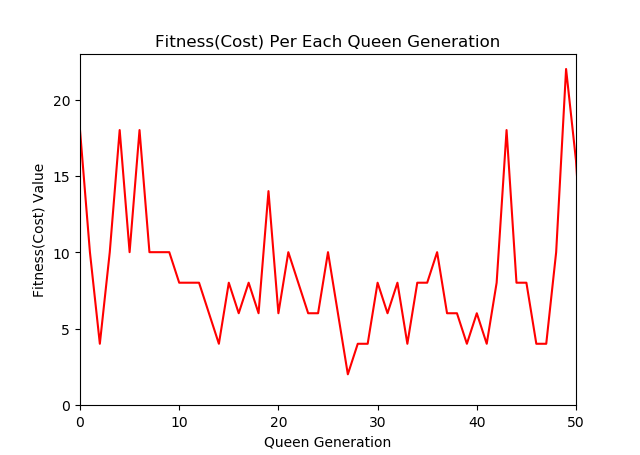 Fitness(Cost) Per Each Queen Generation
Fitness(Cost) Value
20
15
10
5
0
0 10 20 30 40 50
Queen Generation